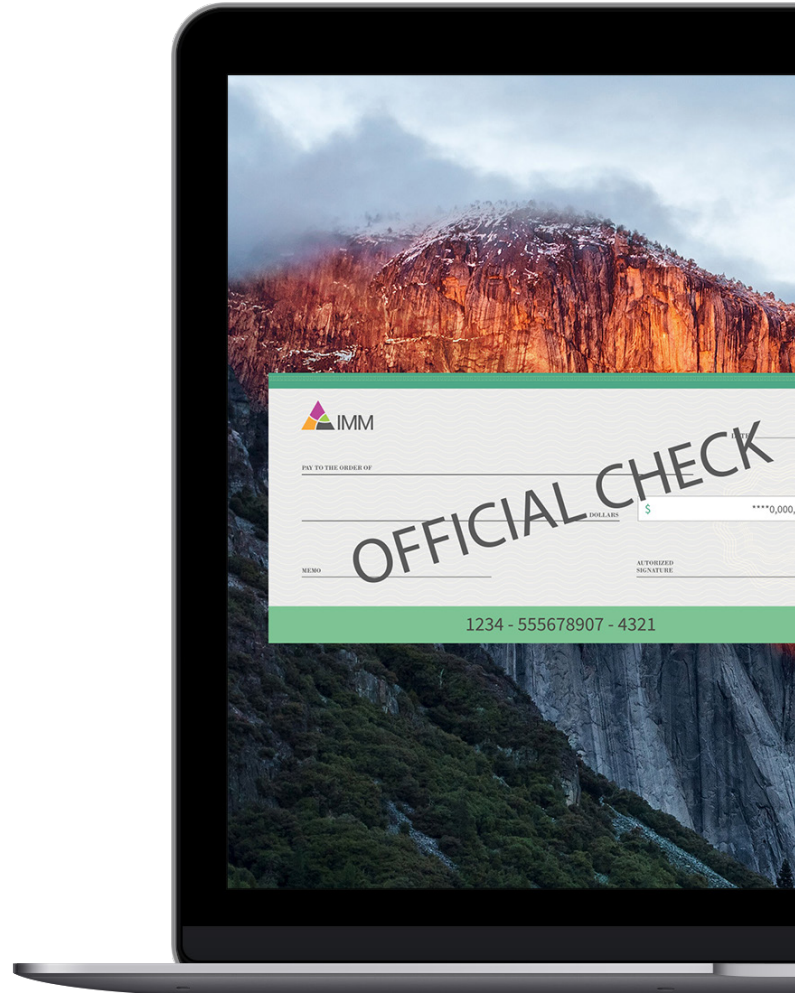 IMM
PAY TO THE ORDER OF
OFFICIAL CHECK
DOLLARS
$ ****0,000,
MEMO
AUTORIZED
SIGNATURE
1234 - 555678907 - 4321